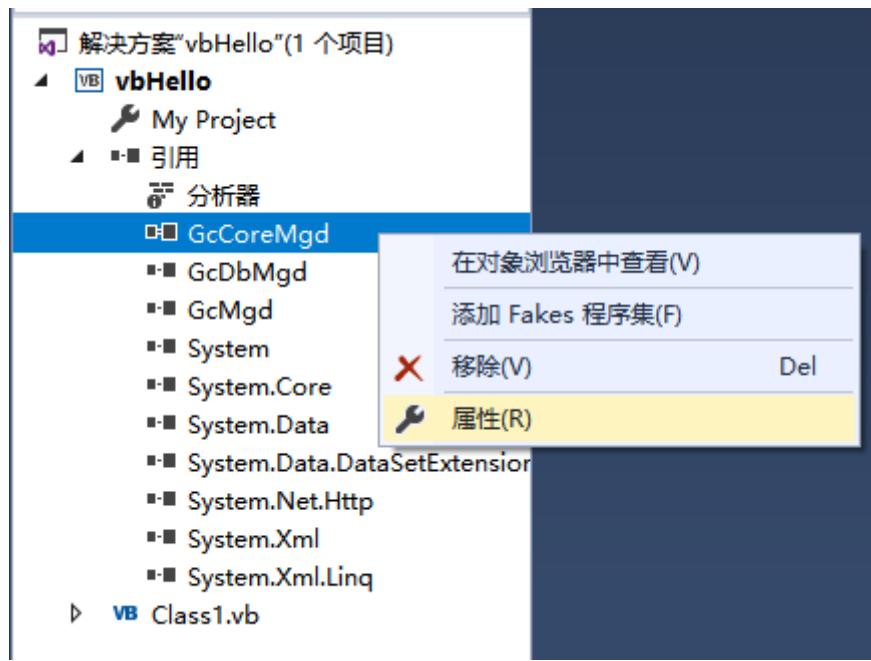 解决方案"vbHello"(1 个项目)
VB vbHello
My Project
引用
分析器
GcCoreMgd
GcDbMgd
GcMgd
System
System.Core
System.Data
System.Data.DataSetExtension
System.Net.Http
System.Xml
System.Xml.Linq
VB Class1.vb
在对象浏览器中查看(V)
添加 Fakes 程序集(F)
移除(V) Del
属性(R)